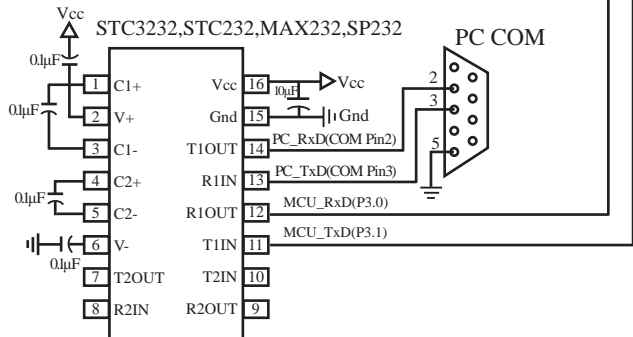 Vcc
STC3232,STC232,MAX232,SP232
PC COM
0.1μF
1 C1+ Vcc 16 Vcc
10μF
0.1μF
2 V+ Gnd 15 Gnd
3 C1- T1OUT 14 PC_RxD(COM Pin2)
4 C2+ R1IN 13 PC_TxD(COM Pin3)
0.1μF
5 C2- R1OUT 12 MCU_RxD(P3.0)
6 V- T1IN 11 MCU_TxD(P3.1)
0.1μF
7 T2OUT T2IN 10
8 R2IN R2OUT 9
2
3
5